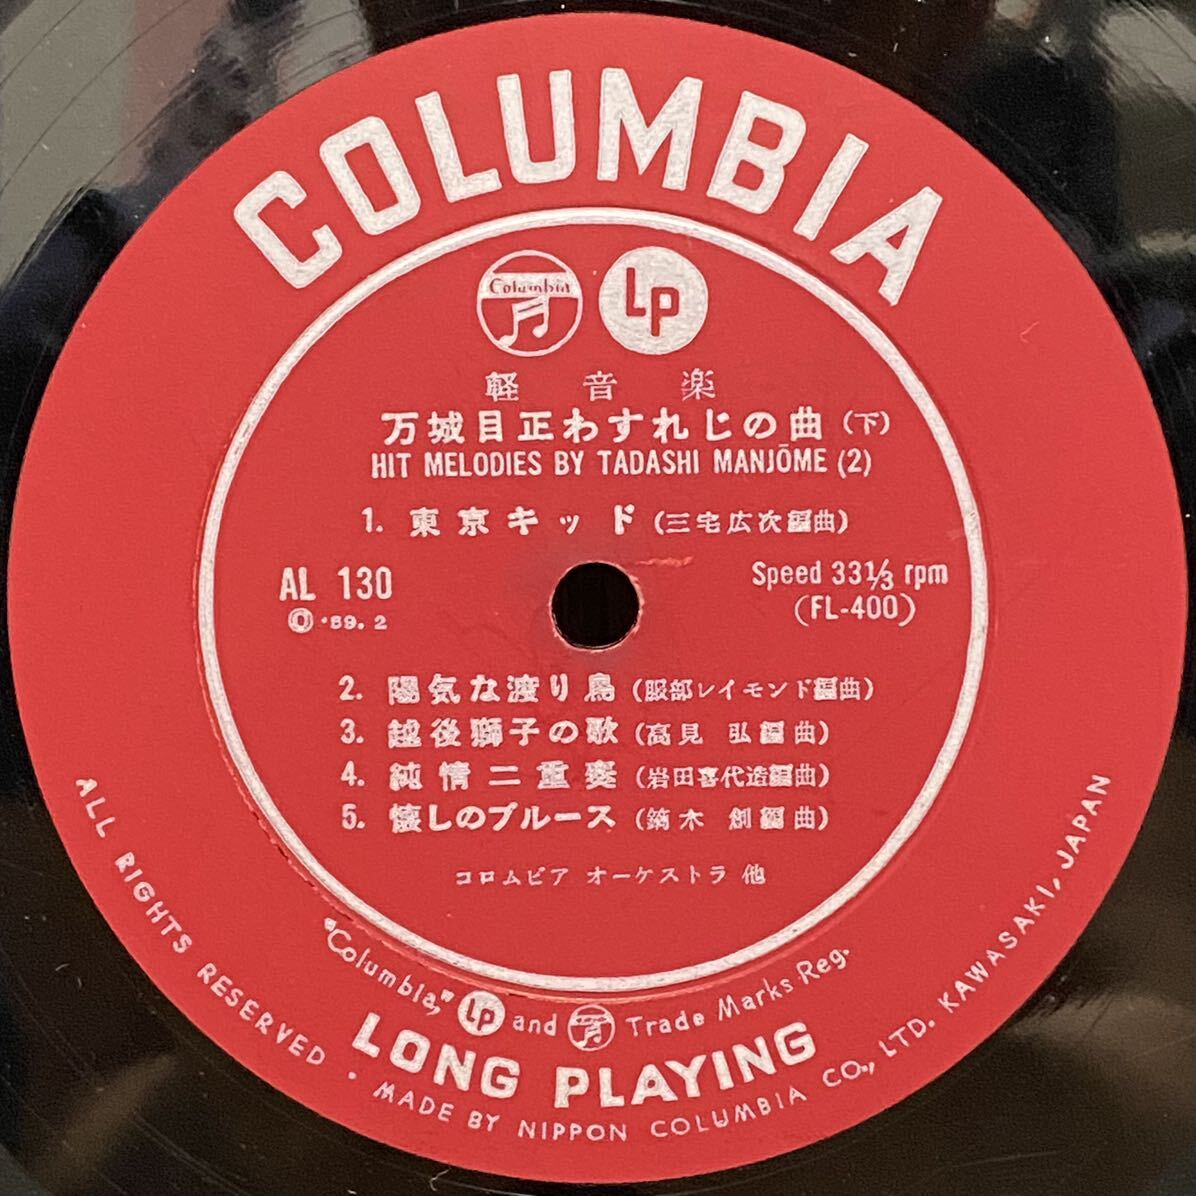 COLUMBIA
Columbia LP
軽音楽
万城目正わすれじの曲(下)
HIT MELODIES BY TADASHI MANJŌME (2)
1. 東京キッド(三宅広次編曲)
AL 130
Speed 33 1/3 rpm
'59.2
(FL-400)
2. 陽気な渡り鳥(服部レイモンド編曲)
3. 越後獅子の歌(高見 弘編曲)
4. 純情二重奏(岩田喜代造編曲)
5. 懐しのブルース(鏑木 創編曲)
コロムビア オーケストラ 他
"Columbia," LP and Trade Marks Reg.
LONG PLAYING
ALL RIGHTS RESERVED · MADE BY NIPPON COLUMBIA CO., LTD. KAWASAKI, JAPAN